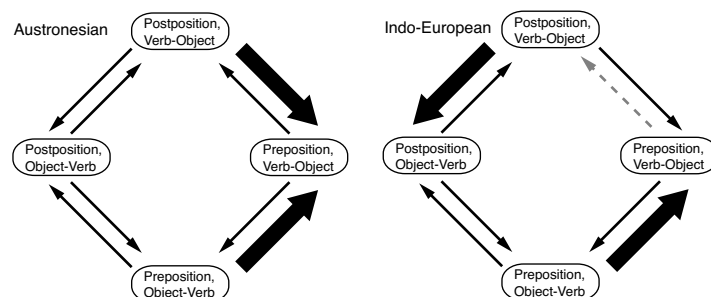 Austronesian
Postposition,
Verb-Object
Postposition,
Object-Verb
Preposition,
Verb-Object
Preposition,
Object-Verb
Indo-European
Postposition,
Verb-Object
Postposition,
Object-Verb
Preposition,
Verb-Object
Preposition,
Object-Verb